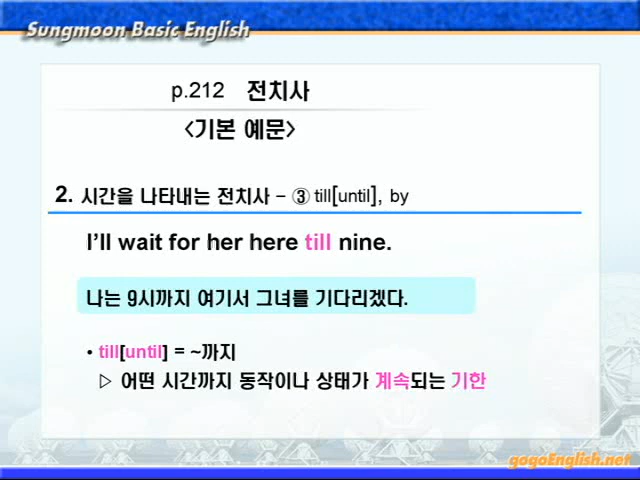 Sungmoon Basic English
p.212 전치사
<기본 예문>
2. 시간을 나타내는 전치사 - ③ till[until], by
I'll wait for her here till nine.
나는 9시까지 여기서 그녀를 기다리겠다.
• till[until] = ~까지
▷ 어떤 시간까지 동작이나 상태가 계속되는 기한
gogoEnglish.net